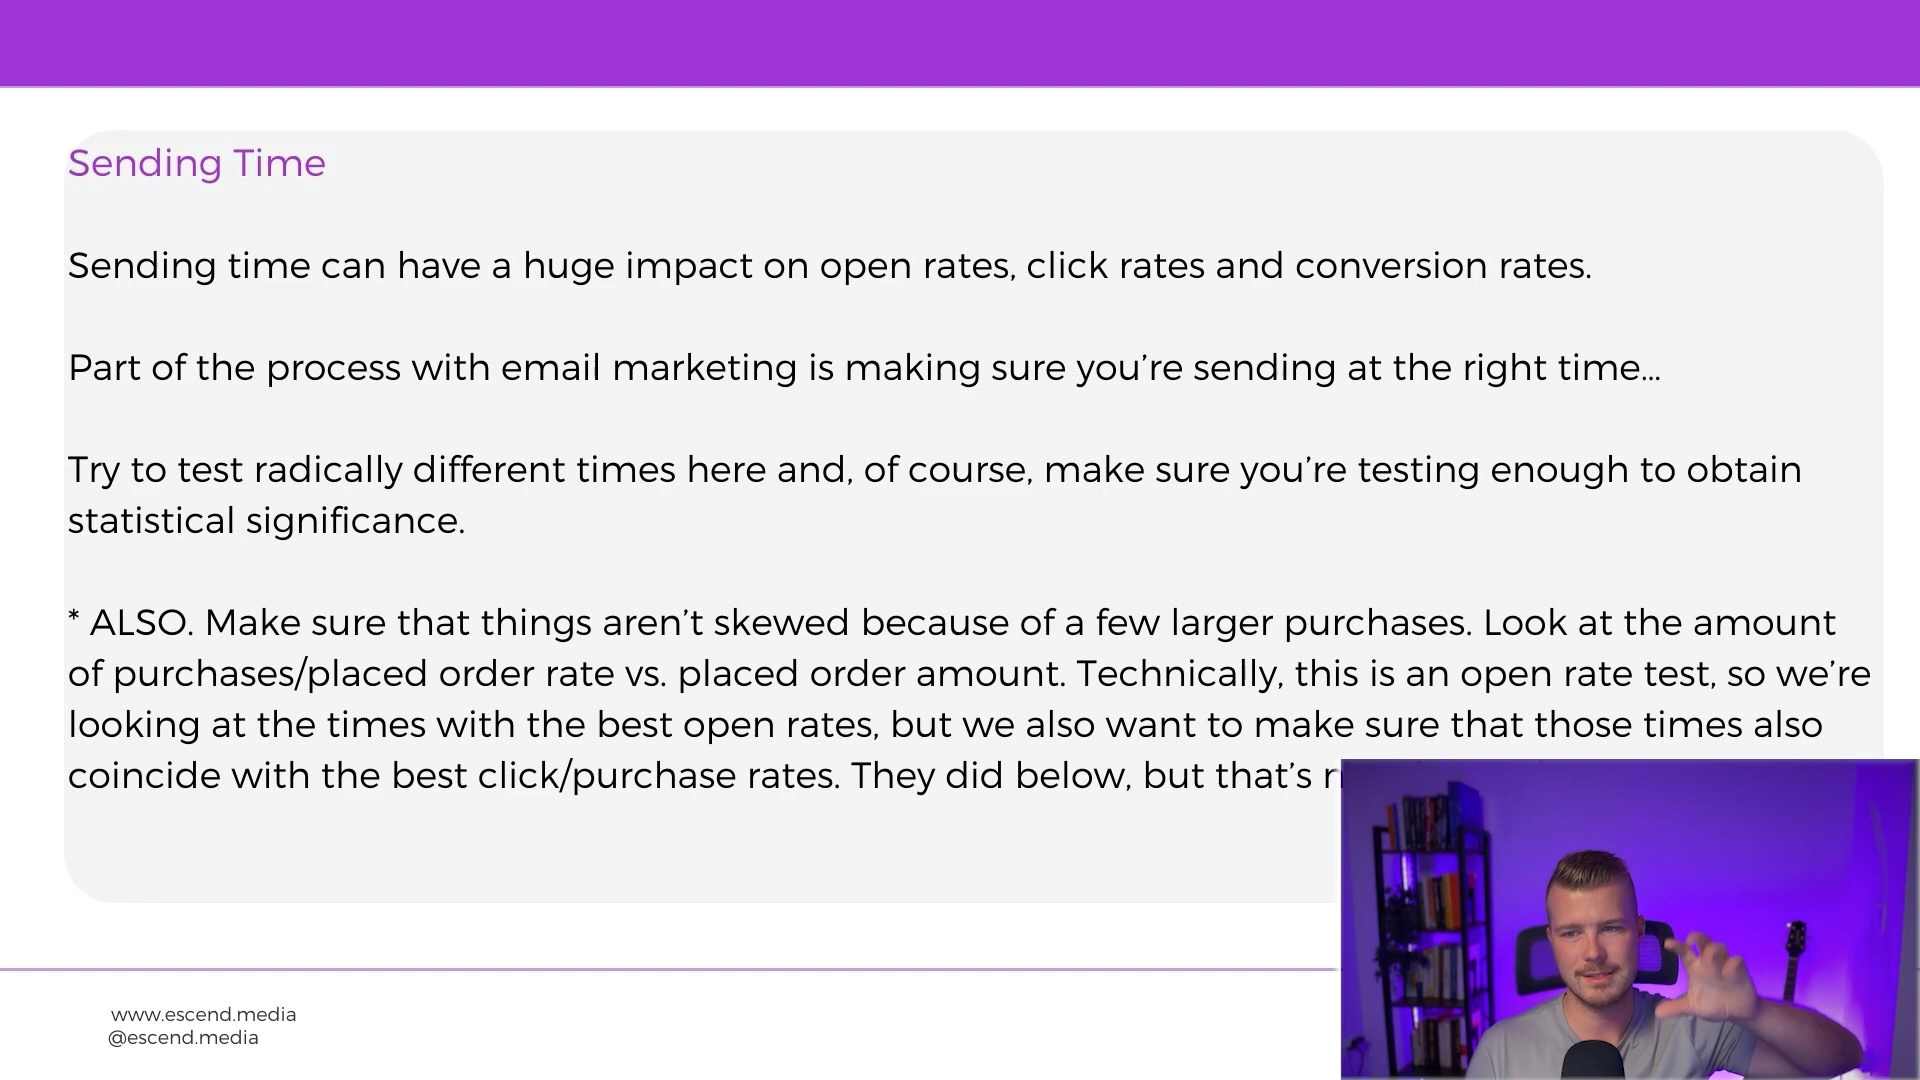 Sending Time
Sending time can have a huge impact on open rates, click rates and conversion rates.
Part of the process with email marketing is making sure you’re sending at the right time...
Try to test radically different times here and, of course, make sure you’re testing enough to obtain
statistical significance.
* ALSO. Make sure that things aren’t skewed because of a few larger purchases. Look at the amount
of purchases/placed order rate vs. placed order amount. Technically, this is an open rate test, so we’re
looking at the times with the best open rates, but we also want to make sure that those times also
coincide with the best click/purchase rates. They did below, but that’s
www.escend.media
@escend.media